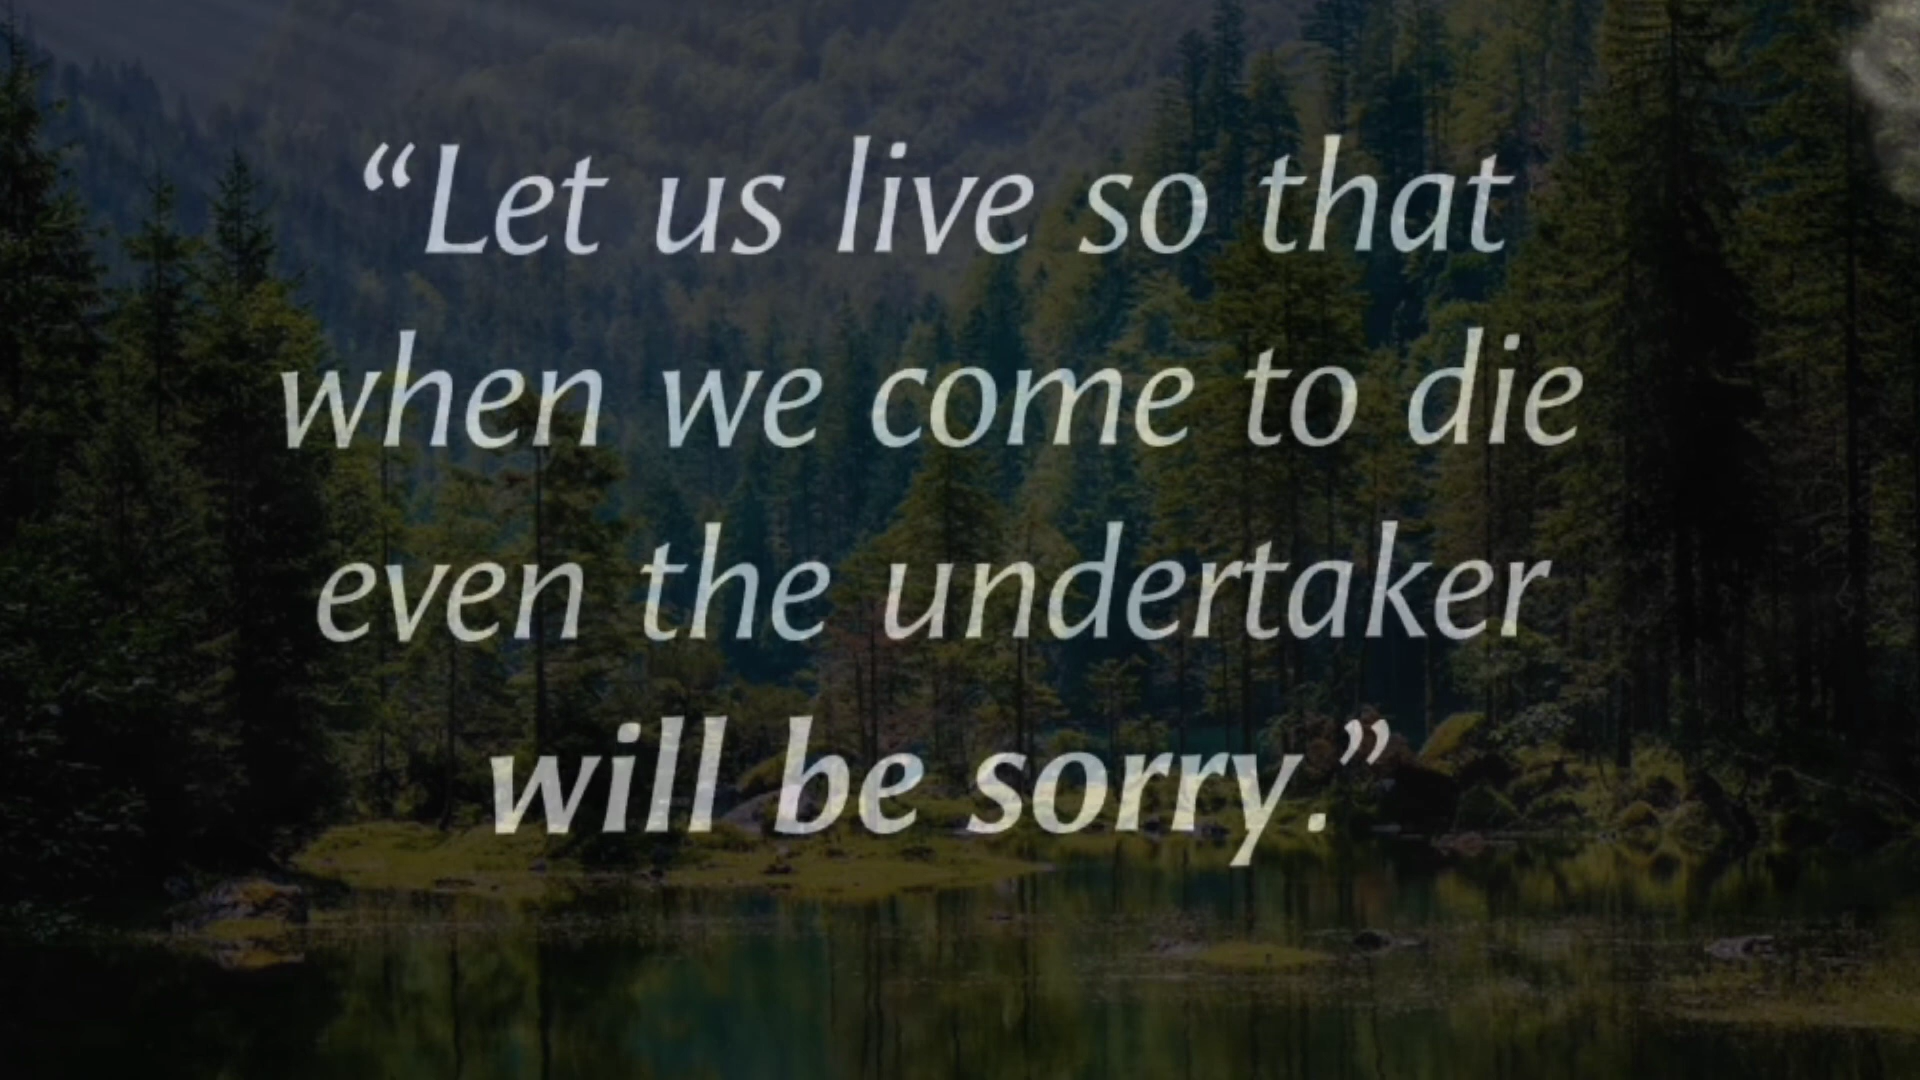 “Let us live so that
when we come to die
even the undertaker
will be sorry.”